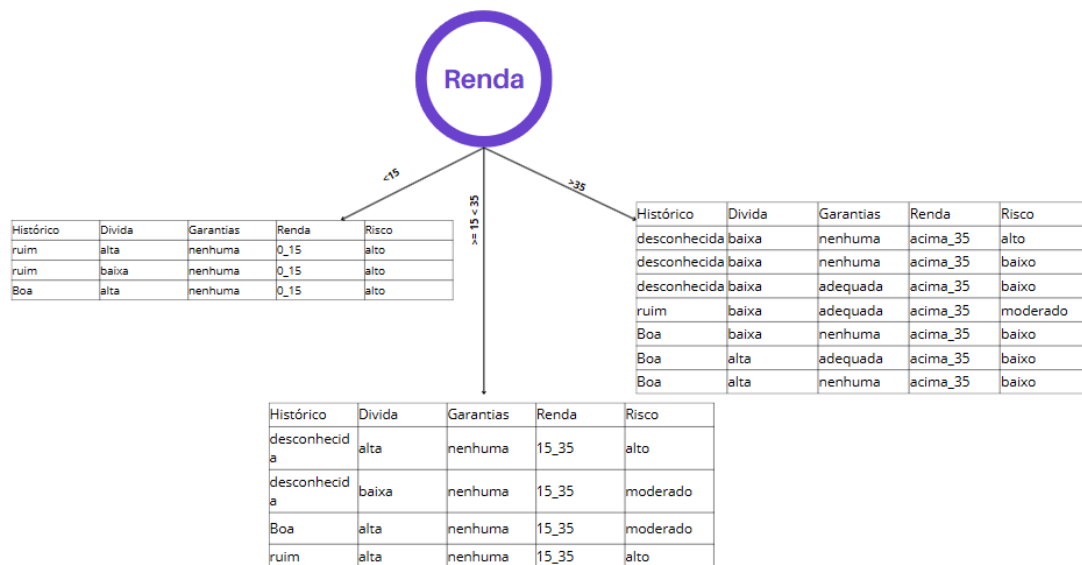 Renda
<15
>= 15 < 35
>35
Histórico Divida Garantias Renda Risco
ruim alta nenhuma 0_15 alto
ruim baixa nenhuma 0_15 alto
Boa alta nenhuma 0_15 alto
Histórico Divida Garantias Renda Risco
desconhecida baixa nenhuma acima_35 alto
desconhecida baixa nenhuma acima_35 baixo
desconhecida baixa adequada acima_35 baixo
ruim baixa adequada acima_35 moderado
Boa baixa nenhuma acima_35 baixo
Boa alta adequada acima_35 baixo
Boa alta nenhuma acima_35 baixo
Histórico Divida Garantias Renda Risco
desconhecid
a alta nenhuma 15_35 alto
desconhecid
a baixa nenhuma 15_35 moderado
Boa alta nenhuma 15_35 moderado
ruim alta nenhuma 15_35 alto